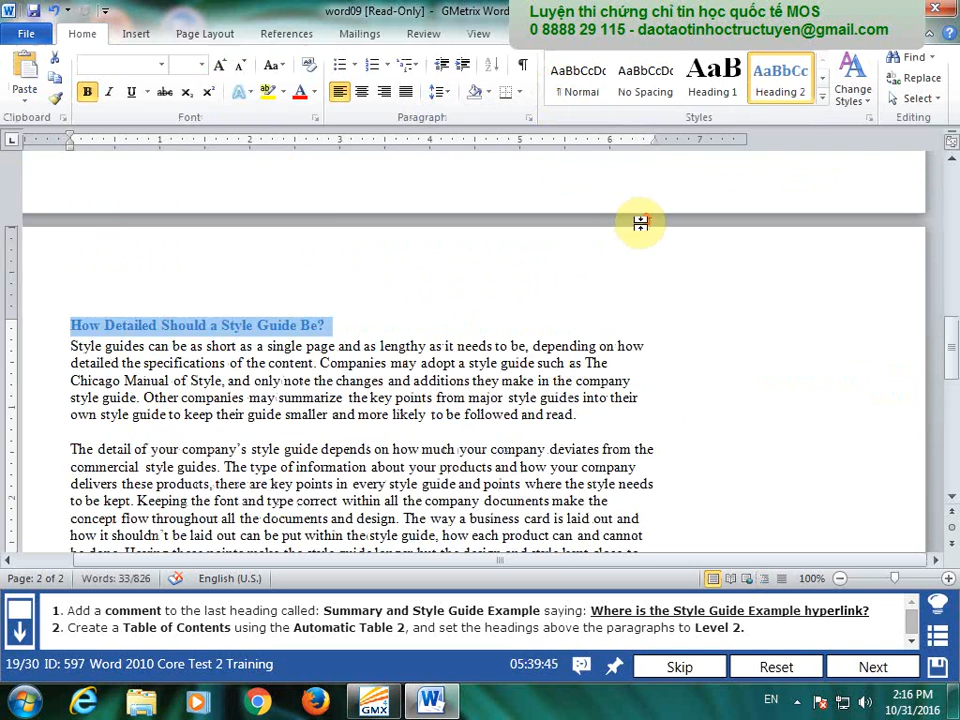 word09 [Read-Only] - GMetrix Word
Luyện thi chứng chỉ tin học quốc tế MOS
0 8888 29 115 - daotaotinhoctructuyen@gmail.com
File Home Insert Page Layout References Mailings Review View
Paste
Clipboard
B I U abc x₂ x² A A
Aa
Font
Paragraph
AaBbCcDc AaBbCcDc AaB AaBbCc
¶ Normal No Spacing Heading 1 Heading 2
Change Styles
Styles
Find
Replace
Select
Editing
1 2 3 4 5 6 7
How Detailed Should a Style Guide Be?
Style guides can be as short as a single page and as lengthy as it needs to be, depending on how
detailed the specifications of the content. Companies may adopt a style guide such as The
Chicago Manual of Style, and only note the changes and additions they make in the company
style guide. Other companies may summarize the key points from major style guides into their
own style guide to keep their guide smaller and more likely to be followed and read.
The detail of your company's style guide depends on how much your company deviates from the
commercial style guides. The type of information about your products and how your company
delivers these products, there are key points in every style guide and points where the style needs
to be kept. Keeping the font and type correct within all the company documents make the
concept flow throughout all the documents and design. The way a business card is laid out and
how it shouldn't be laid out can be put within the style guide, how each product can and cannot
Page: 2 of 2 Words: 33/826 English (U.S.) 100%
1. Add a comment to the last heading called: Summary and Style Guide Example saying: Where is the Style Guide Example hyperlink?
2. Create a Table of Contents using the Automatic Table 2, and set the headings above the paragraphs to Level 2.
19/30 ID: 597 Word 2010 Core Test 2 Training 05:39:45 Skip Reset Next
GMX
EN
2:16 PM
10/31/2016